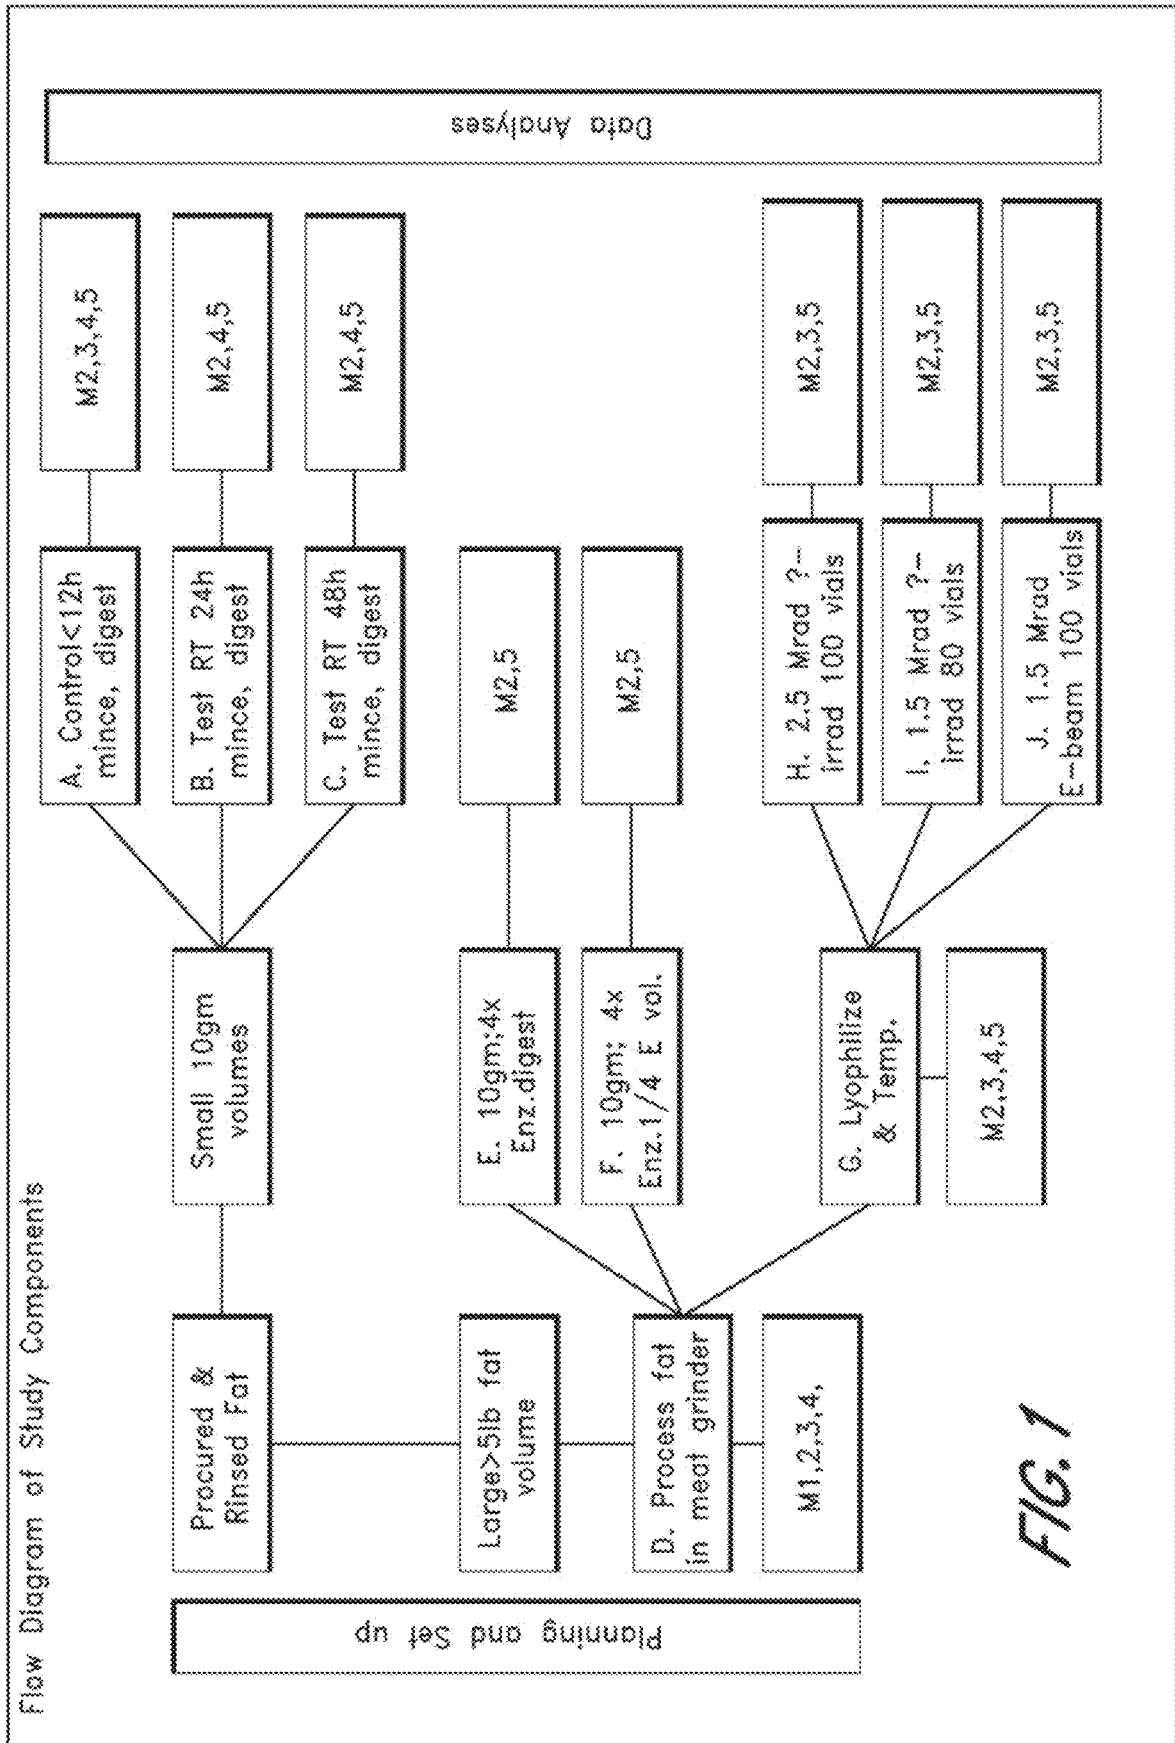 Flow Diagram of Study Components
Planning and Set up
Procured &
Rinsed Fat
Small 10gm
volumes
A. Control<12h
mince, digest
M2,3,4,5
B. Test RT 24h
mince, digest
M2,4,5
C. Test RT 48h
mince, digest
M2,4,5
Large>5lb fat
volume
D. Process fat
in meat grinder
M1,2,3,4,
E. 10gm;4x
Enz.digest
M2,5
F. 10gm; 4x
Enz.1/4 E vol.
M2,5
G. Lyophilize
& Temp.
M2,3,4,5
H. 2.5 Mrad ?-
irrad 100 vials
M2,3,5
I. 1.5 Mrad ?-
irrad 80 vials
M2,3,5
J. 1.5 Mrad
E-beam 100 vials
M2,3,5
Data Analyses
FIG. 1